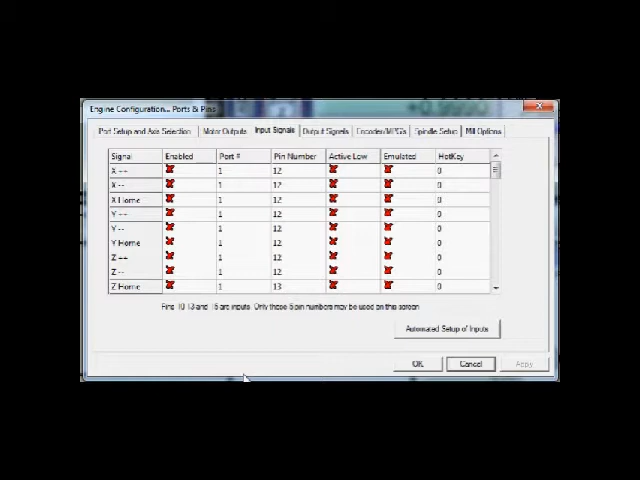 +0.9990
Engine Configuration... Ports & Pins
Port Setup and Axis Selection Motor Outputs Input Signals Output Signals Encoder/MPG's Spindle Setup Mill Options
Signal Enabled Port # Pin Number Active Low Emulated HotKey
X ++ 1 12 0
X -- 1 12 0
X Home 1 12 0
Y ++ 1 12 0
Y -- 1 12 0
Y Home 1 12 0
Z ++ 1 12 0
Z -- 1 12 0
Z Home 1 13 0
Pins 10-13 and 15 are inputs. Only these 5 pin numbers may be used on this screen
Automated Setup of Inputs
OK Cancel Apply